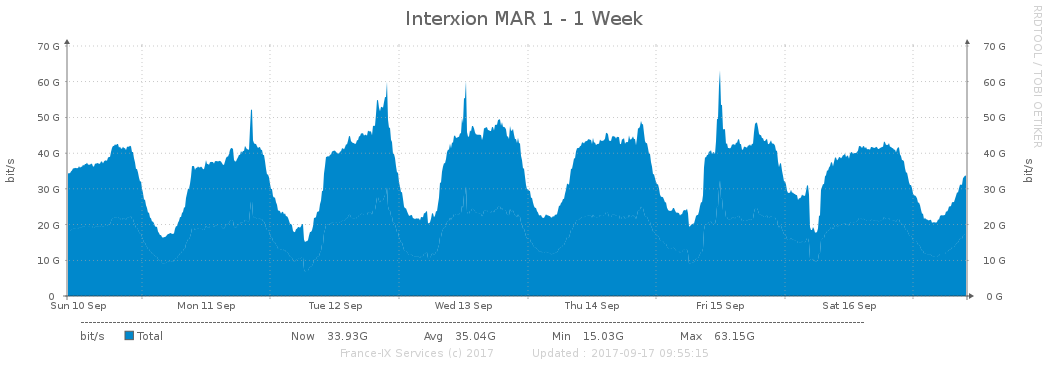 Interxion MAR 1 - 1 Week
RRDTOOL / TOBI OETIKER
70 G 70 G
60 G 60 G
50 G 50 G
40 G 40 G
30 G 30 G
20 G 20 G
10 G 10 G
0 0 G
bit/s
bit/s
Sun 10 Sep Mon 11 Sep Tue 12 Sep Wed 13 Sep Thu 14 Sep Fri 15 Sep Sat 16 Sep
bit/s Total Now 33.93G Avg 35.04G Min 15.03G Max 63.15G
France-IX Services (c) 2017 Updated : 2017-09-17 09:55:15